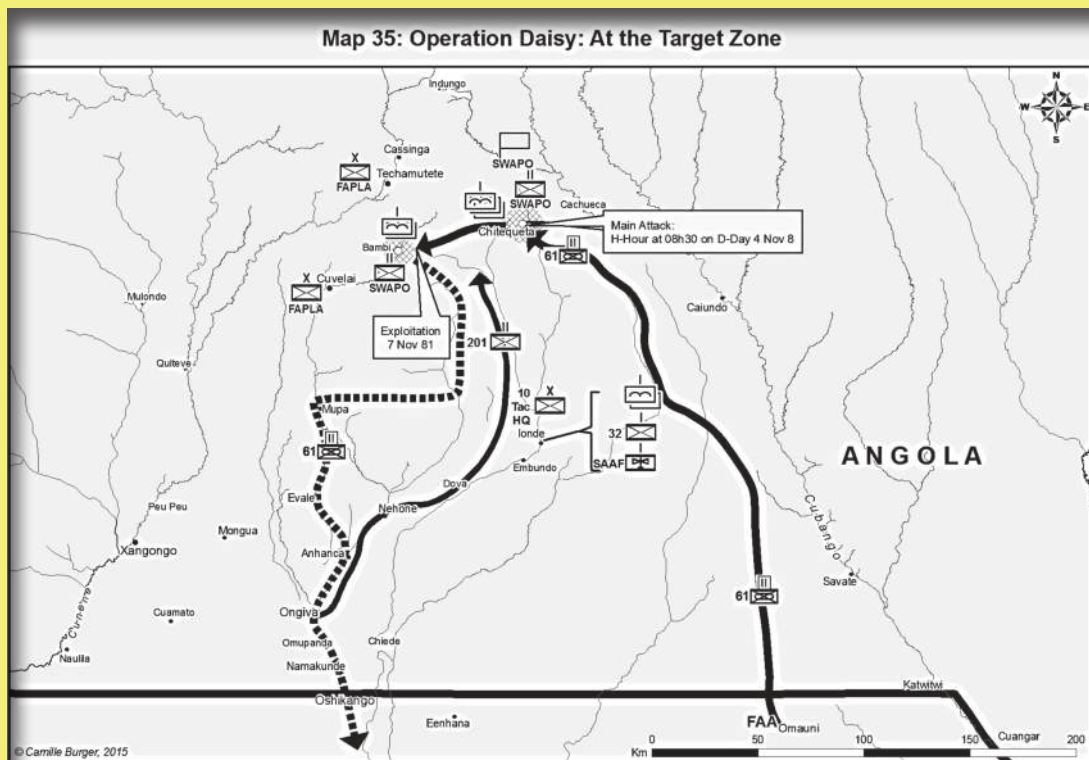 Map 35: Operation Daisy: At the Target Zone
N
W
E
S
Indungo
Cassinga
SWAPO
X
FAPLA
Techamutete
I
II
SWAPO
Cachueca
I
Chitequeta
Main Attack:
H-Hour at 08h30 on D-Day 4 Nov 8
Bambi
II
61
II
SWAPO
X
FAPLA
Cuvelai
Mulondo
Caiundo
Exploitation
7 Nov 81
II
201
Quiteve
I
10
Tac
HQ
X
Mupa
Ionde
I
32
II
61
Embundo
I
SAAF
ANGOLA
Dova
Evale
Nehone
Peu Peu
Mongua
Cubango
Xangongo
Anhanca
Savate
II
61
Cunene
Cuamato
Ongiva
Chiede
Omupanda
Naulila
Namakunde
Katwitwi
Oshikango
Eenhana
FAA
Omauni
Cuangar
© Camille Burger, 2015
Km
0
50
100
150
200